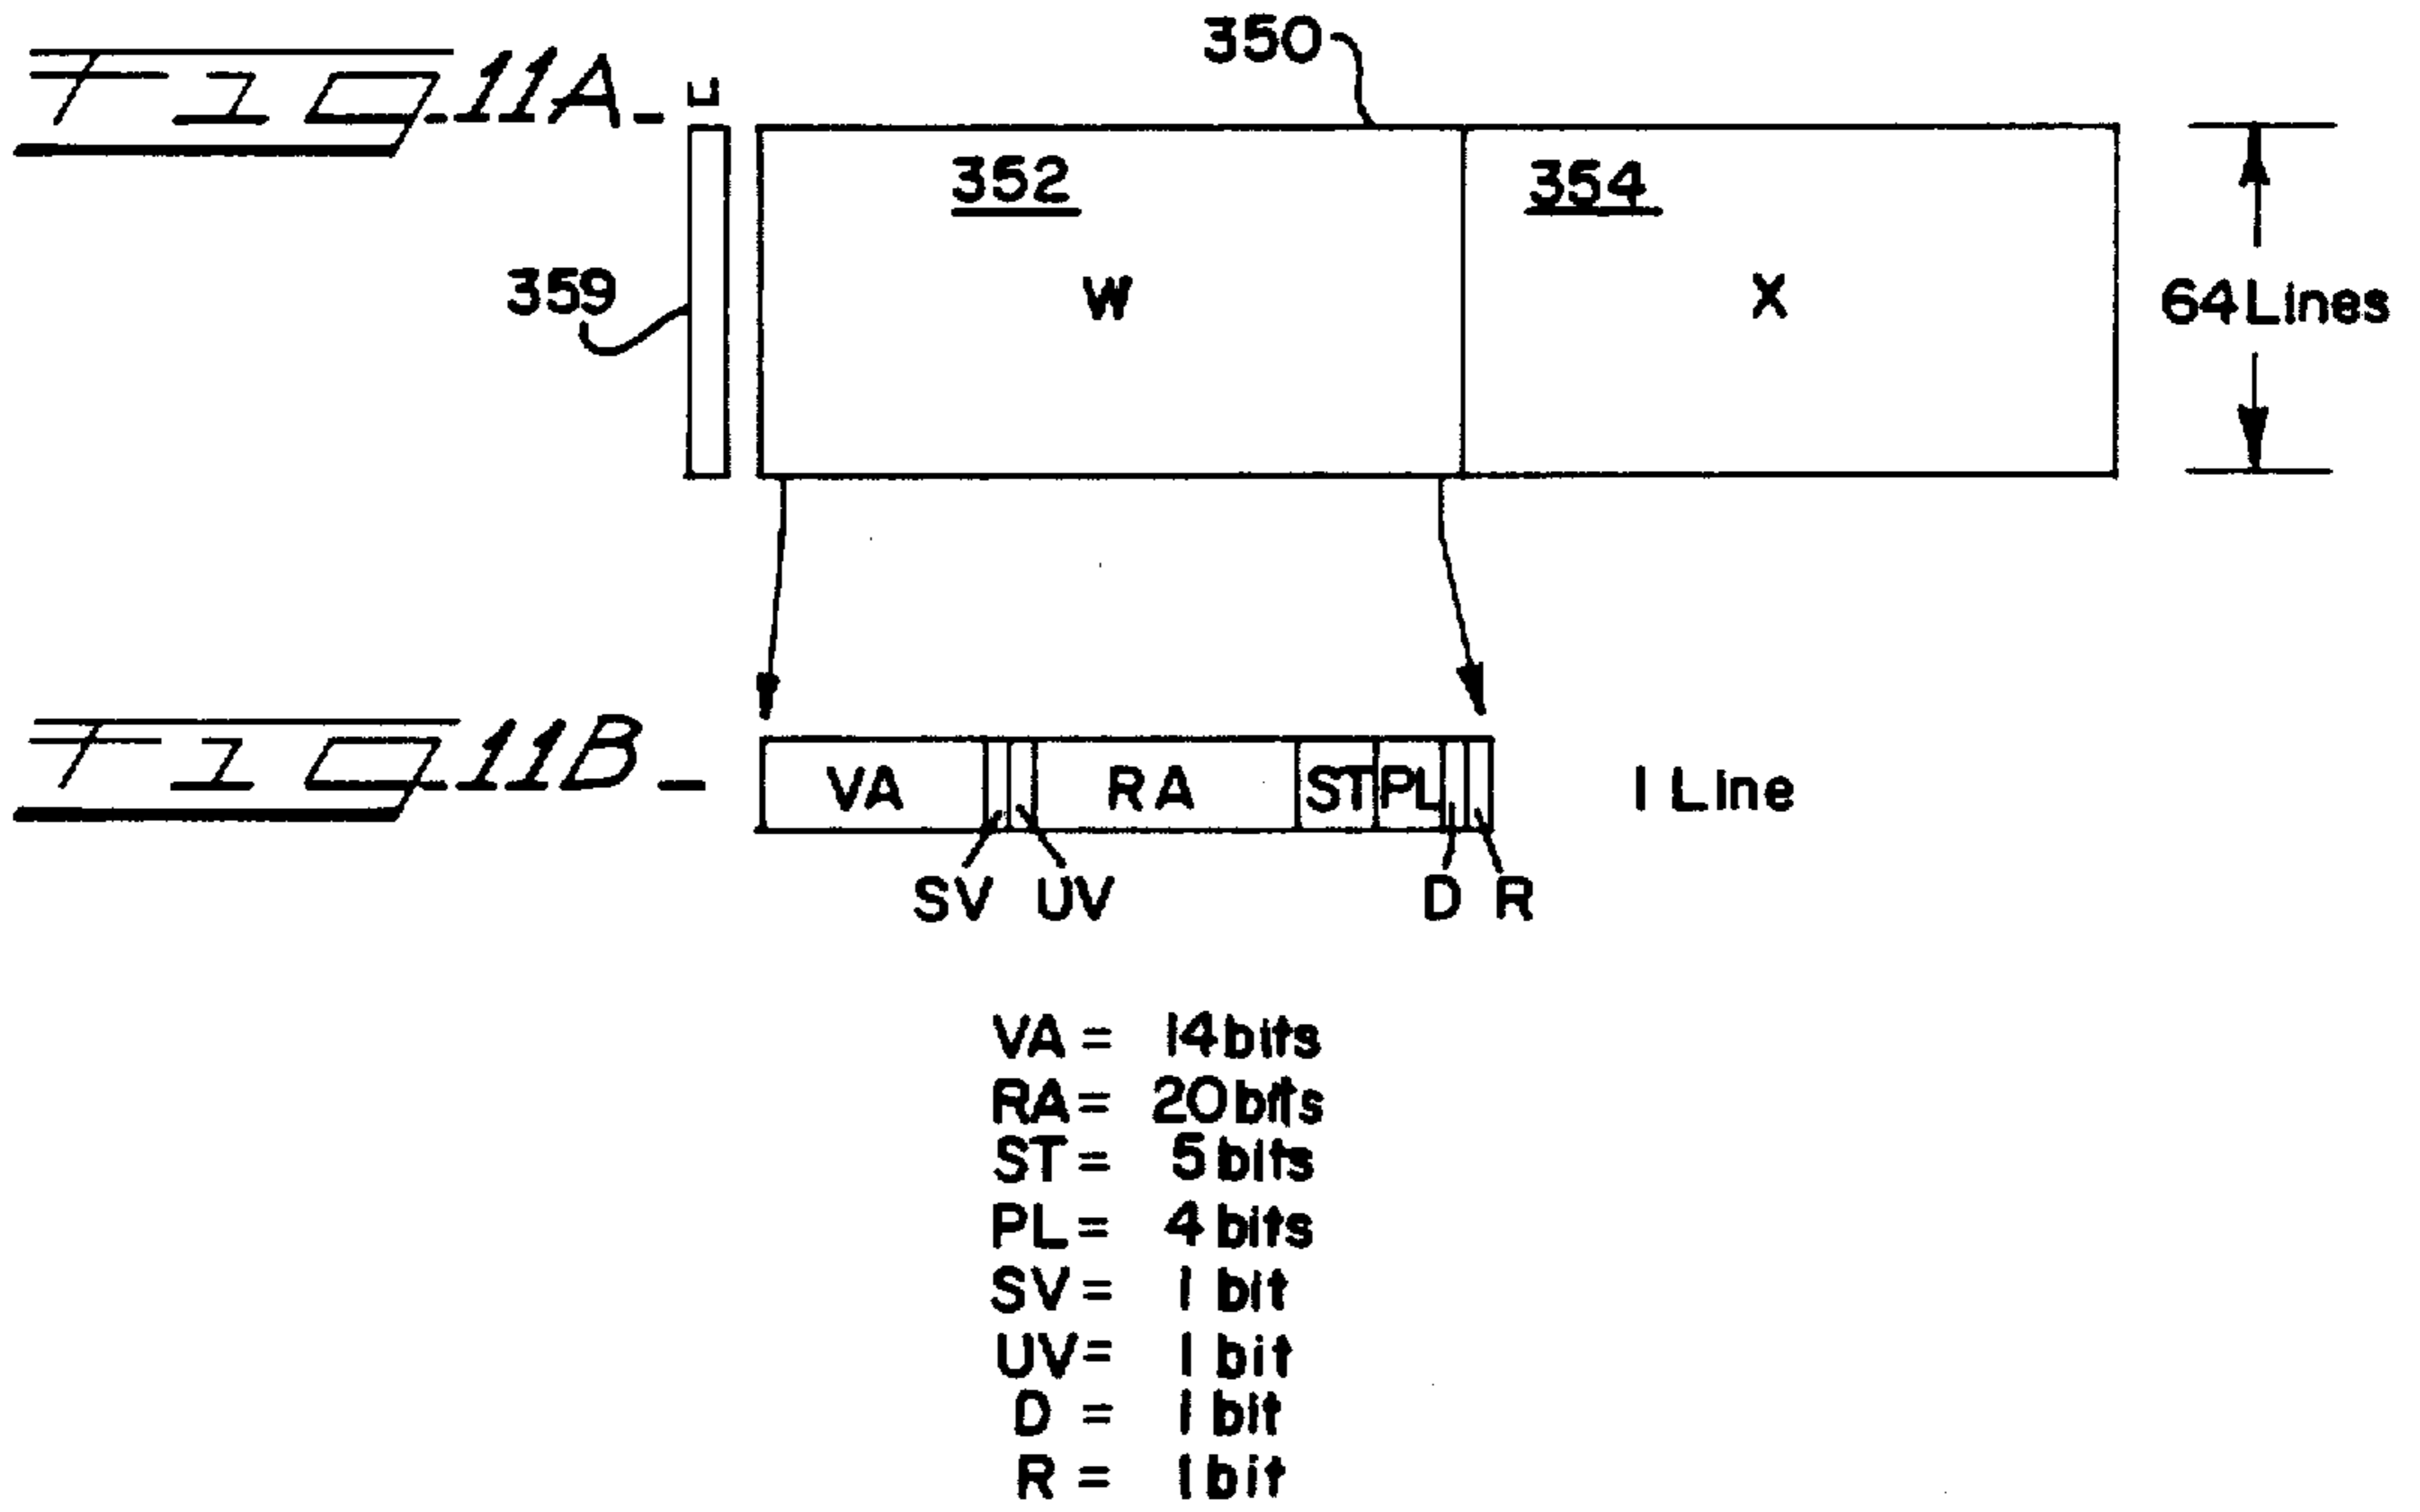 FIG.11A_
U
350
352
354
359
W
X
64 Lines
FIG.11B_
VA
RA
ST
PL
1 Line
SV
UV
D
R
VA = 14 bits
RA = 20 bits
ST = 5 bits
PL = 4 bits
SV = 1 bit
UV = 1 bit
D = 1 bit
R = 1 bit